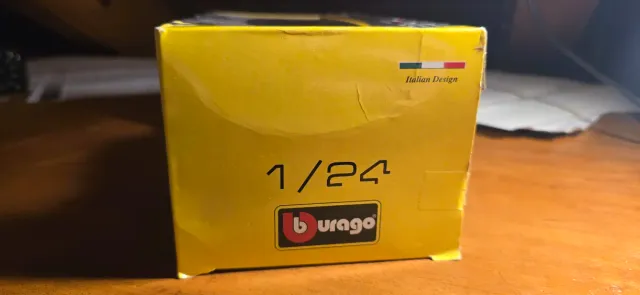 Italian Design
1/24
burago